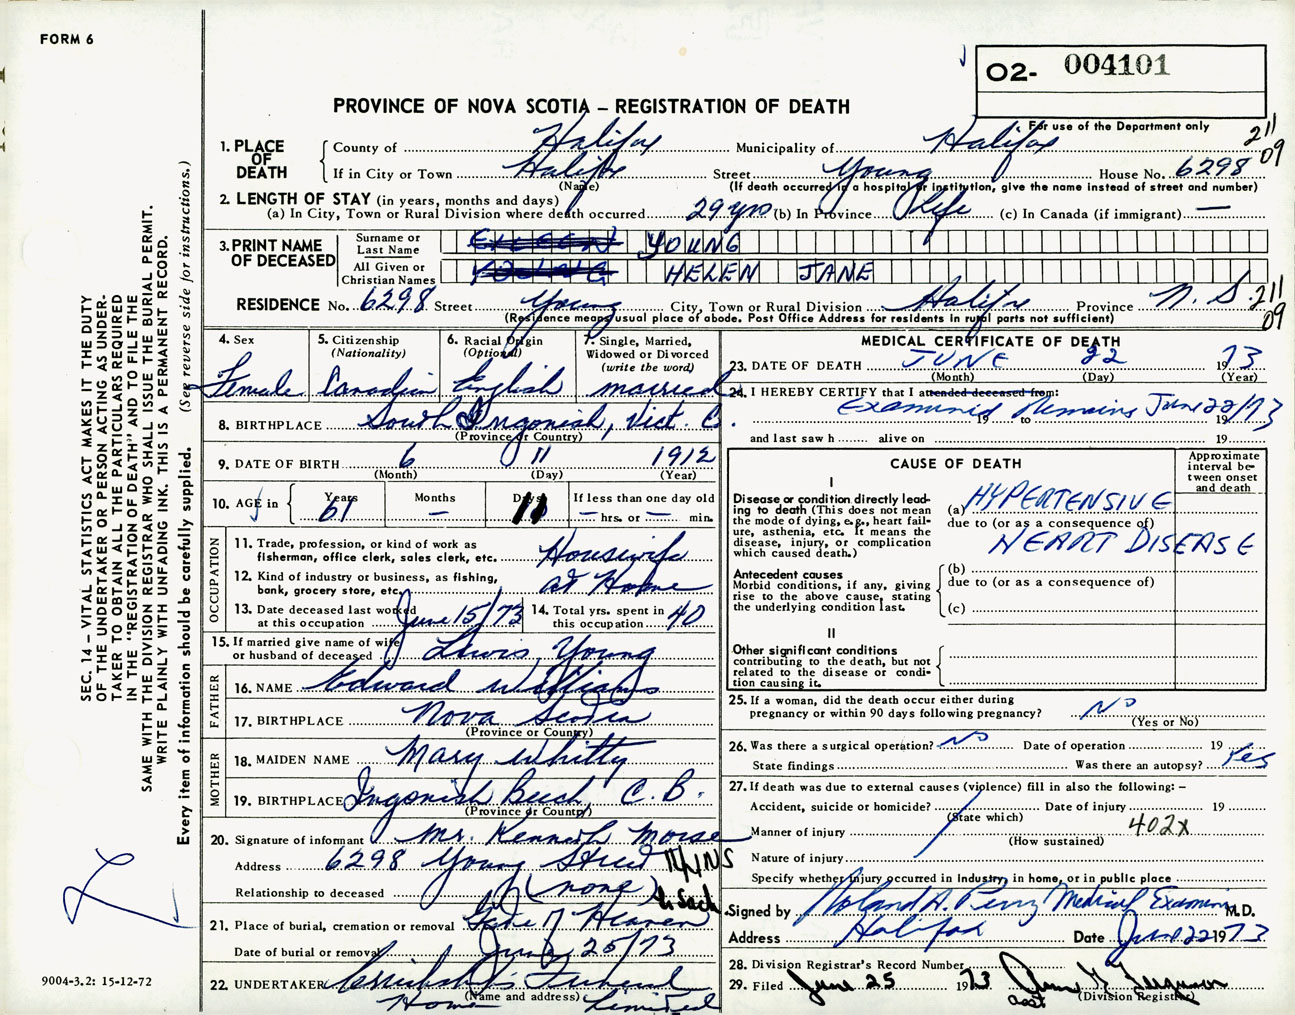 FORM 6
02- 004101
PROVINCE OF NOVA SCOTIA – REGISTRATION OF DEATH
For use of the Department only
211
09
1. PLACE OF DEATH
County of Halifax Municipality of Halifax
If in City or Town Halifax Street Young House No. 6298
(Name) (If death occurred in a hospital or institution, give the name instead of street and number)
2. LENGTH OF STAY (in years, months and days)
(a) In City, Town or Rural Division where death occurred 29 yrs (b) In Province Life (c) In Canada (if immigrant) —
3. PRINT NAME OF DECEASED
Surname or Last Name YOUNG
All Given or Christian Names HELEN JANE
RESIDENCE No. 6298 Street Young City, Town or Rural Division Halifax Province N.S. 211
09
(Residence means usual place of abode. Post Office Address for residents in rural parts not sufficient)
4. Sex
Female
5. Citizenship (Nationality)
Canadian
6. Racial Origin (Optional)
English
7. Single, Married, Widowed or Divorced (write the word)
married
8. BIRTHPLACE South Ingonish, Vict. C.
(Province or Country)
9. DATE OF BIRTH 6 11 1912
(Month) (Day) (Year)
10. AGE in Years Months Days If less than one day old
61 — 11 — hrs. or — min.
OCCUPATION
11. Trade, profession, or kind of work as fisherman, office clerk, sales clerk, etc. Housewife
12. Kind of industry or business, as fishing, bank, grocery store, etc. at Home
13. Date deceased last worked at this occupation June 15/73
14. Total yrs. spent in this occupation 40
15. If married give name of wife or husband of deceased Lewis Young
FATHER
16. NAME Edward Williams
17. BIRTHPLACE Nova Scotia
(Province or Country)
MOTHER
18. MAIDEN NAME Mary Whitty
19. BIRTHPLACE Ingonish Beach, C.B.
(Province or Country)
20. Signature of informant Mr. Kenneth Morse
Address 6298 Young Street NS
Relationship to deceased (none)
21. Place of burial, cremation or removal Gate of Heaven
Date of burial or removal June 25/73
22. UNDERTAKER Cruikshank's Funeral
Home Limited
(Name and address)
MEDICAL CERTIFICATE OF DEATH
23. DATE OF DEATH JUNE 22 1973
(Month) (Day) (Year)
24. I HEREBY CERTIFY that I attended deceased from:
Examined Remains June 22/73
19 to 19
and last saw h alive on 19
CAUSE OF DEATH
Approximate interval between onset and death
I
Disease or condition directly leading to death (This does not mean the mode of dying, e.g., heart failure, asthenia, etc. It means the disease, injury, or complication which caused death.)
(a) HYPERTENSIVE
due to (or as a consequence of)
HEART DISEASE
Antecedent causes
Morbid conditions, if any, giving rise to the above cause, stating the underlying condition last.
(b)
due to (or as a consequence of)
(c)
II
Other significant conditions
contributing to the death, but not related to the disease or condition causing it.
25. If a woman, did the death occur either during pregnancy or within 90 days following pregnancy? No
(Yes or No)
26. Was there a surgical operation? No Date of operation 19
State findings Was there an autopsy? Yes
27. If death was due to external causes (violence) fill in also the following: –
Accident, suicide or homicide? Date of injury 19
(State which)
Manner of injury 402X
(How sustained)
Nature of injury
Specify whether injury occurred in industry, in home, or in public place
Signed by Roland A. Perry Medical Examiner M.D.
Address Halifax Date June 22 1973
28. Division Registrar's Record Number
29. Filed June 25 1973
(Division Registrar)
SEC. 14 – VITAL STATISTICS ACT MAKES IT THE DUTY
OF THE UNDERTAKER OR PERSON ACTING AS UNDER-
TAKER TO OBTAIN ALL THE PARTICULARS REQUIRED
IN THE "REGISTRATION OF DEATH" AND TO FILE THE
SAME WITH THE DIVISION REGISTRAR WHO SHALL ISSUE THE BURIAL PERMIT.
WRITE PLAINLY WITH UNFADING INK. THIS IS A PERMANENT RECORD.
Every item of information should be carefully supplied. (See reverse side for instructions.)
9004-3.2: 15-12-72